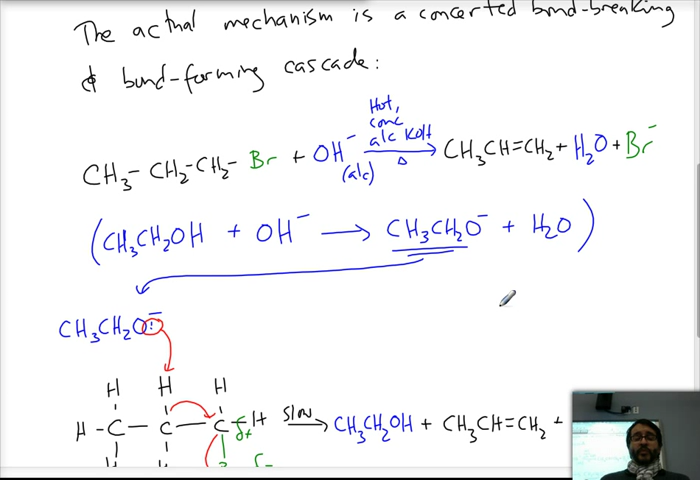 The actual mechanism is a concerted bond-breaking
& bond-forming cascade:
Hot,
conc
alc KOH
CH₃-CH₂-CH₂-Br + OH⁻ → CH₃CH=CH₂ + H₂O + Br⁻
(alc) Δ
(CH₃CH₂OH + OH⁻ → CH₃CH₂O⁻ + H₂O)
CH₃CH₂O:⁻
H H H
H-C-C-C-H δ+ slow → CH₃CH₂OH + CH₃CH=CH₂ +